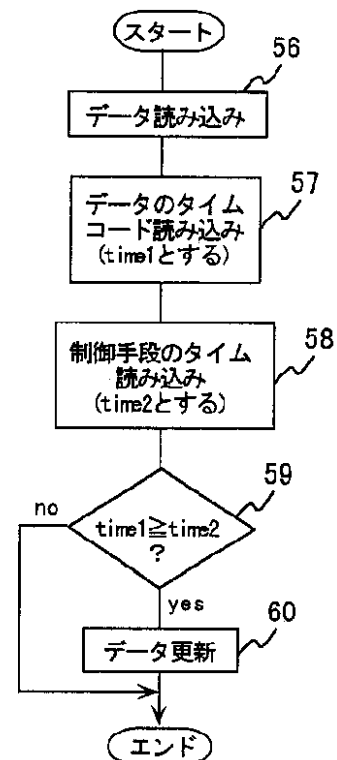 スタート
56
データ読み込み
57
データのタイム
コード読み込み
(time1とする)
58
制御手段のタイム
読み込み
(time2とする)
59
no
time1≧time2
?
yes
60
データ更新
エンド